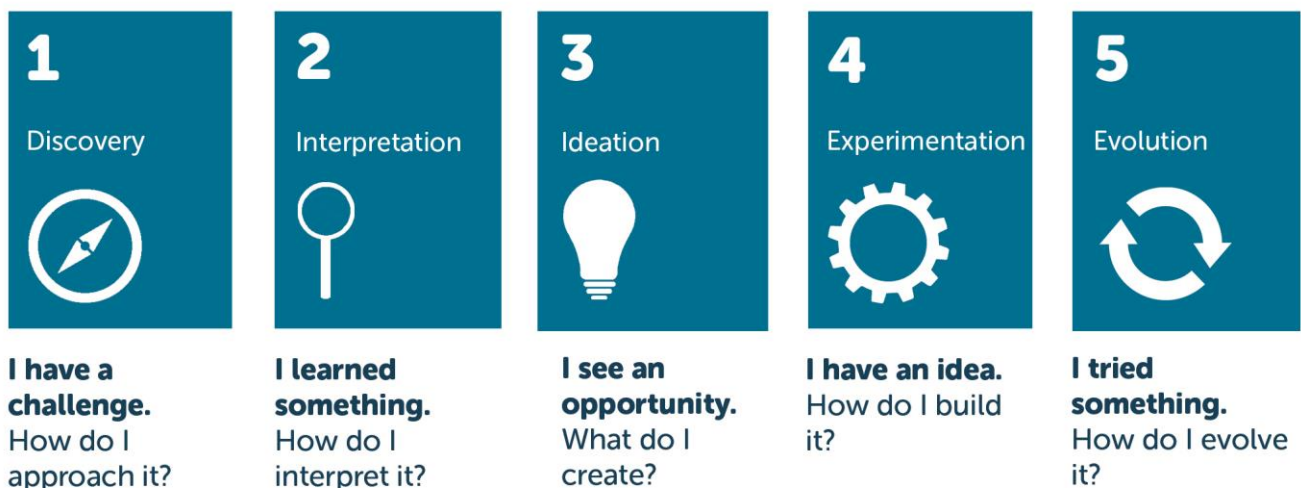 1
Discovery
I have a
challenge.
How do I
approach it?
2
Interpretation
I learned
something.
How do I
interpret it?
3
Ideation
I see an
opportunity.
What do I
create?
4
Experimentation
I have an idea.
How do I build
it?
5
Evolution
I tried
something.
How do I evolve
it?